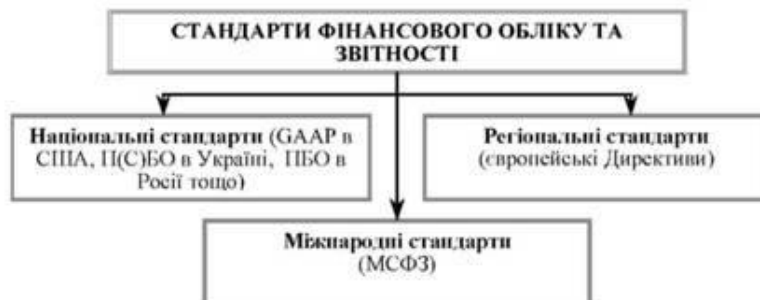 СТАНДАРТИ ФІНАНСОВОГО ОБЛІКУ ТА
ЗВІТНОСТІ
Національні стандарти (GAAP в
США, П(С)БО в Україні, ПБО в
Росії тощо)
Регіональні стандарти
(європейські Директиви)
Міжнародні стандарти
(МСФЗ)